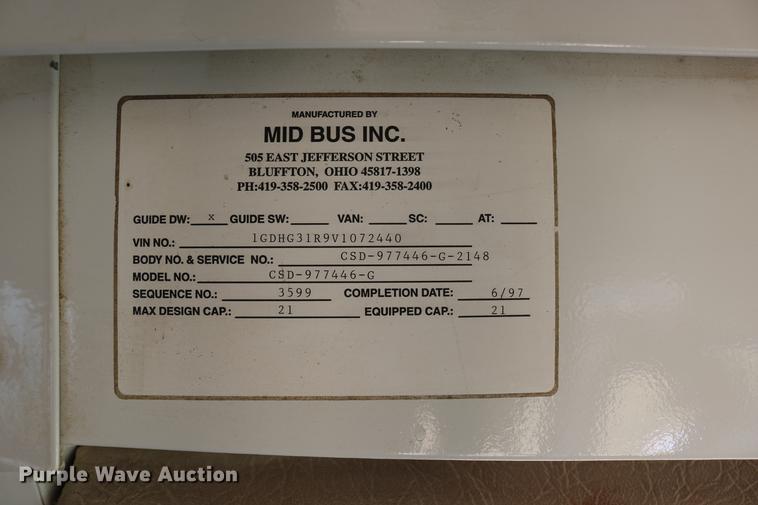 MANUFACTURED BY
MID BUS INC.
505 EAST JEFFERSON STREET
BLUFFTON, OHIO 45817-1398
PH:419-358-2500 FAX:419-358-2400
GUIDE DW: x GUIDE SW: VAN: SC: AT:
VIN NO.: 1GDHG31R9V1072440
BODY NO. & SERVICE NO.: CSD-977446-G-2148
MODEL NO.: CSD-977446-G
SEQUENCE NO.: 3599 COMPLETION DATE: 6/97
MAX DESIGN CAP.: 21 EQUIPPED CAP.: 21
Purple Wave Auction